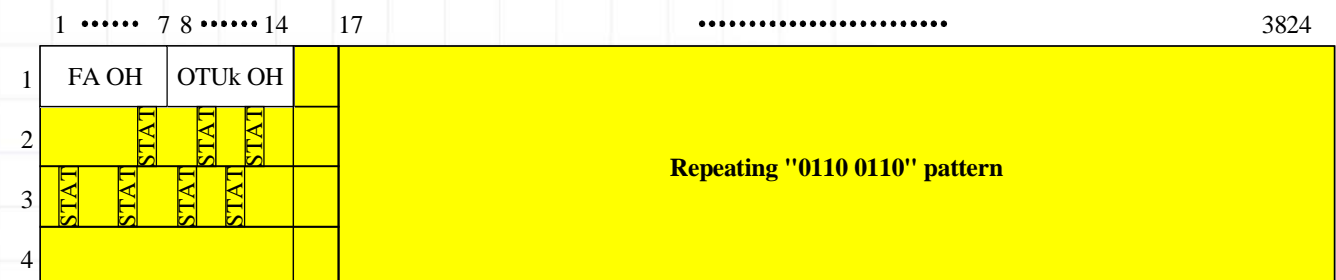 1 •••••• 7 8 •••••• 14 17 •••••••••••••••••••••••• 3824
1 FA OH OTUk OH
2 STAT STAT STAT
Repeating "0110 0110" pattern
3 STAT STAT STAT STAT
4